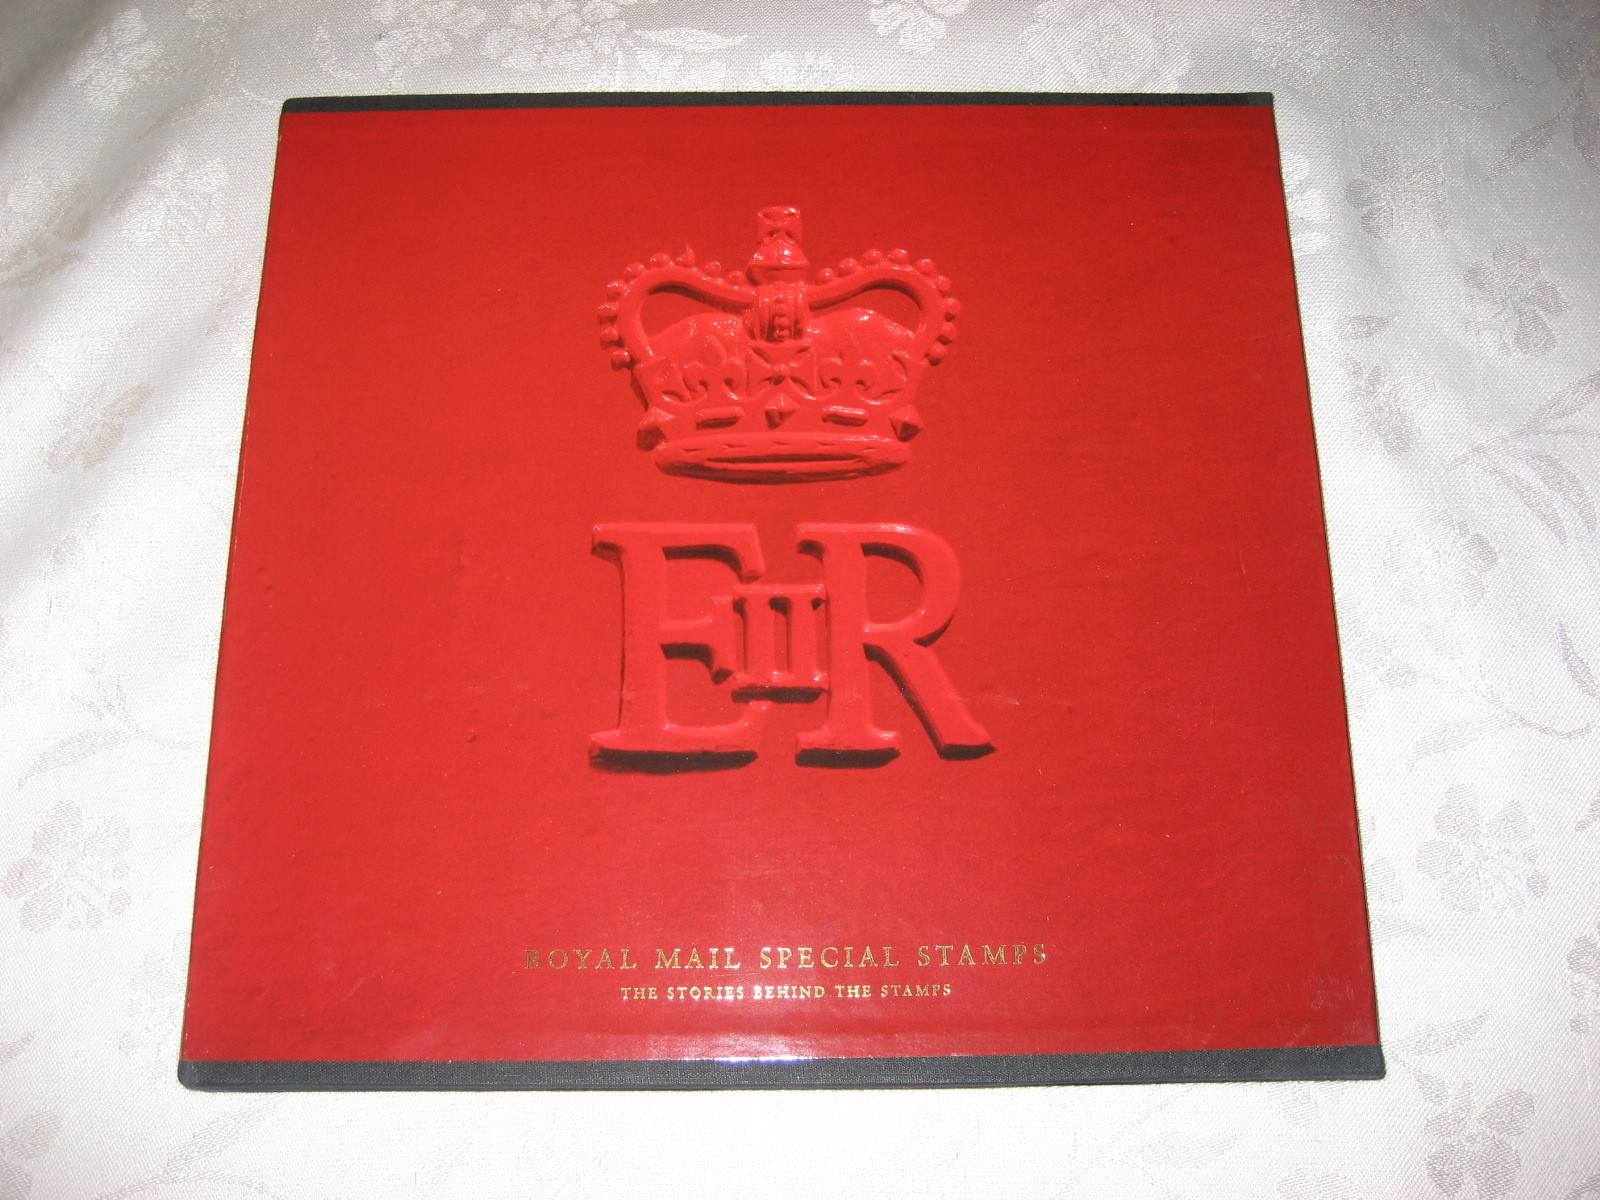 EIIR
ROYAL MAIL SPECIAL STAMPS
THE STORIES BEHIND THE STAMPS